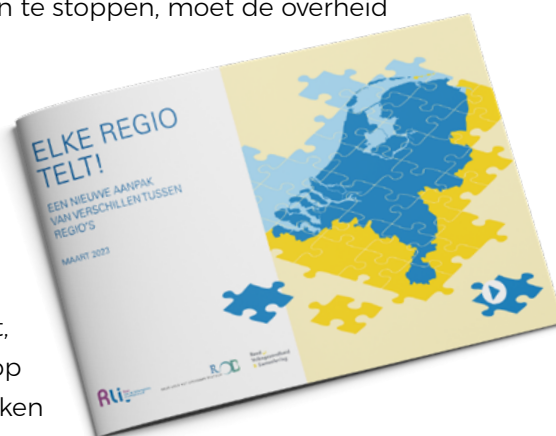 n te stoppen, moet de overheid
ELKE REGIO
TELT!
EEN NIEUWE AANPAK
VAN VERSCHILLEN TUSSEN
REGIO'S
MAART 2023
t,
op
ken
Rli
ROB
Raad
Volksgezondheid
& Samenleving